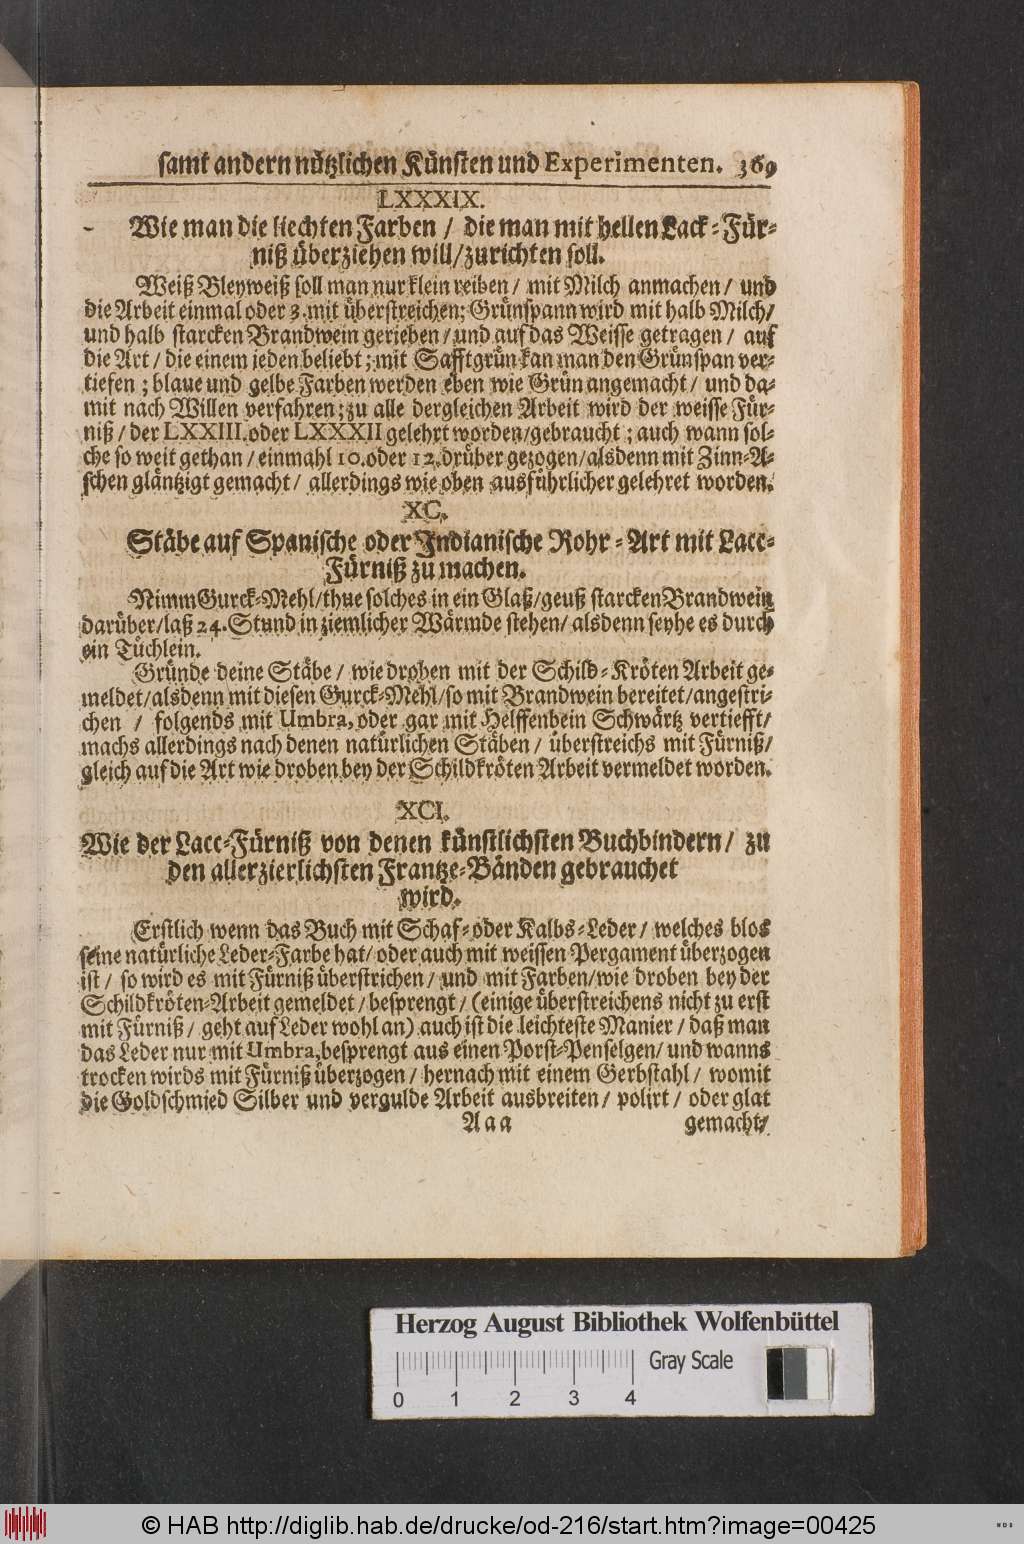 samt andern nützlichen Künsten und Experimenten. 369
LXXXIX.
Wie man die liechten Farben / die man mit hellen Lack-Für-
niß überziehen will/zurichten soll.
Weiß Bleyweiß soll man nur klein reiben / mit Milch anmachen / und
die Arbeit einmal oder 3. mit überstreichen; Grünspann wird mit halb Milch/
und halb starcken Brandwein gerieben / und auf das Weisse getragen / auf
die Art / die einem ieden beliebt; mit Safftgrün kan man den Grünspan ver-
tiefen; blaue und gelbe Farben werden eben wie Grün angemacht / und da-
mit nach Willen verfahren; zu alle dergleichen Arbeit wird der weisse Für-
niß / der LXXIII. oder LXXXII gelehrt worden/gebraucht; auch wann sol-
che so weit gethan / einmahl 10. oder 12. drüber gezogen/alsdenn mit Zinn-A-
schen gläntzigt gemacht / allerdings wie oben ausführlicher gelehret worden.
XC.
Stäbe auf Spanische oder Indianische Rohr-Art mit Lacc-
Fürniß zu machen.
Nimm Gurck-Mehl/thue solches in ein Glaß/geuß starcken Brandwein
darüber/laß 24. Stund in ziemlicher Wärmde stehen/ alsdenn seyhe es durch
ein Tüchlein.
Gründe deine Stäbe / wie droben mit der Schild-Kröten Arbeit ge-
meldet/alsdenn mit diesen Gurck-Mehl/so mit Brandwein bereitet/angestri-
chen / folgends mit Umbra, oder gar mit Helffenbein Schwärtz vertiefft/
machs allerdings nach denen natürlichen Stäben / überstreichs mit Fürniß/
gleich auf die Art wie droben bey der Schildkröten Arbeit vermeldet worden.
XCI.
Wie der Lacc-Fürniß von denen künstlichsten Buchbindern / zu
den allerzierlichsten Frantze-Bänden gebrauchet
wird.
Erstlich wenn das Buch mit Schaf-oder Kalbs-Leder / welches blos
seine natürliche Leder-Farbe hat/ oder auch mit weissen Pergament überzogen
ist / so wird es mit Fürniß überstrichen / und mit Farben/wie droben bey der
Schildkröten-Arbeit gemeldet / besprengt / (einige überstreichens nicht zu erst
mit Fürniß / geht auf Leder wohl an) auch ist die leichteste Manier / daß man
das Leder nur mit Umbra, besprengt aus einen Porst-Penselgen/ und wanns
trocken wirds mit Fürniß überzogen / hernach mit einem Gerbstahl / womit
die Goldschmied Silber und vergulde Arbeit ausbreiten / polirt / oder glat
Aaa gemacht/
Herzog August Bibliothek Wolfenbüttel
Gray Scale
0 1 2 3 4
© HAB http://diglib.hab.de/drucke/od-216/start.htm?image=00425